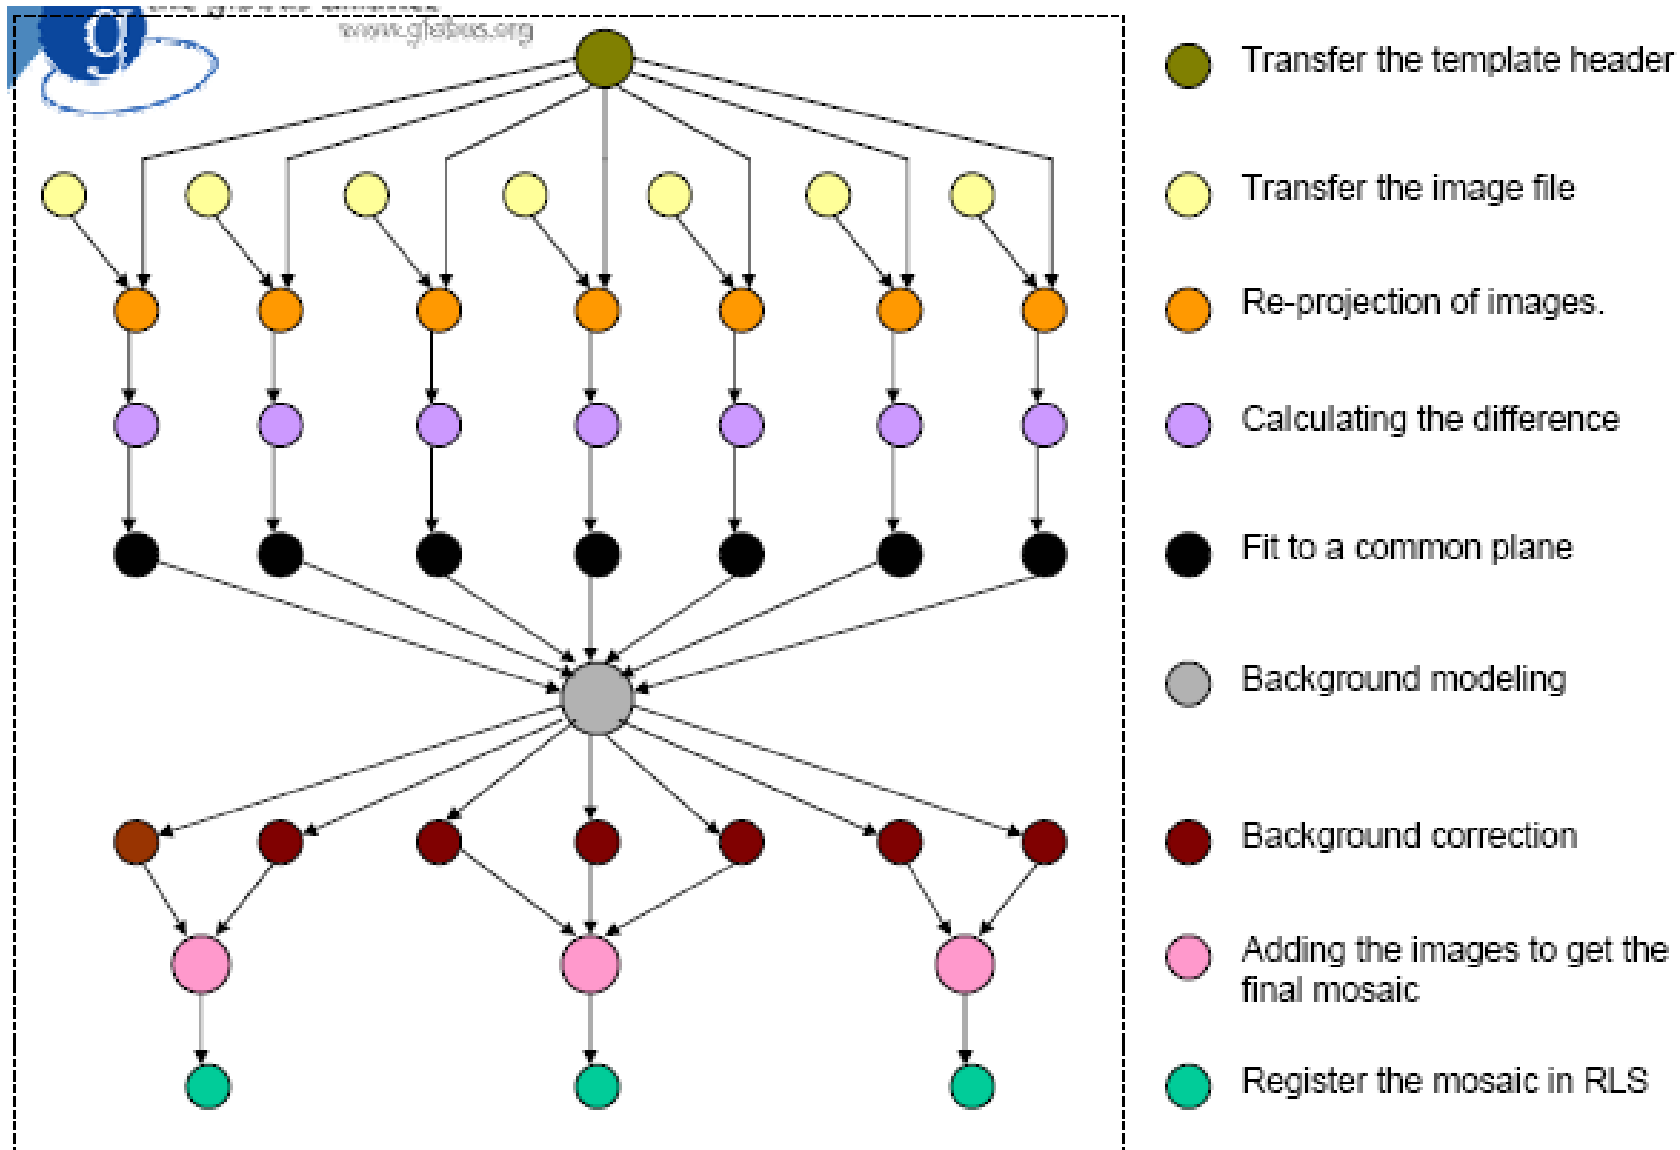 g
www.globus.org
Transfer the template header
Transfer the image file
Re-projection of images.
Calculating the difference
Fit to a common plane
Background modeling
Background correction
Adding the images to get the
final mosaic
Register the mosaic in RLS